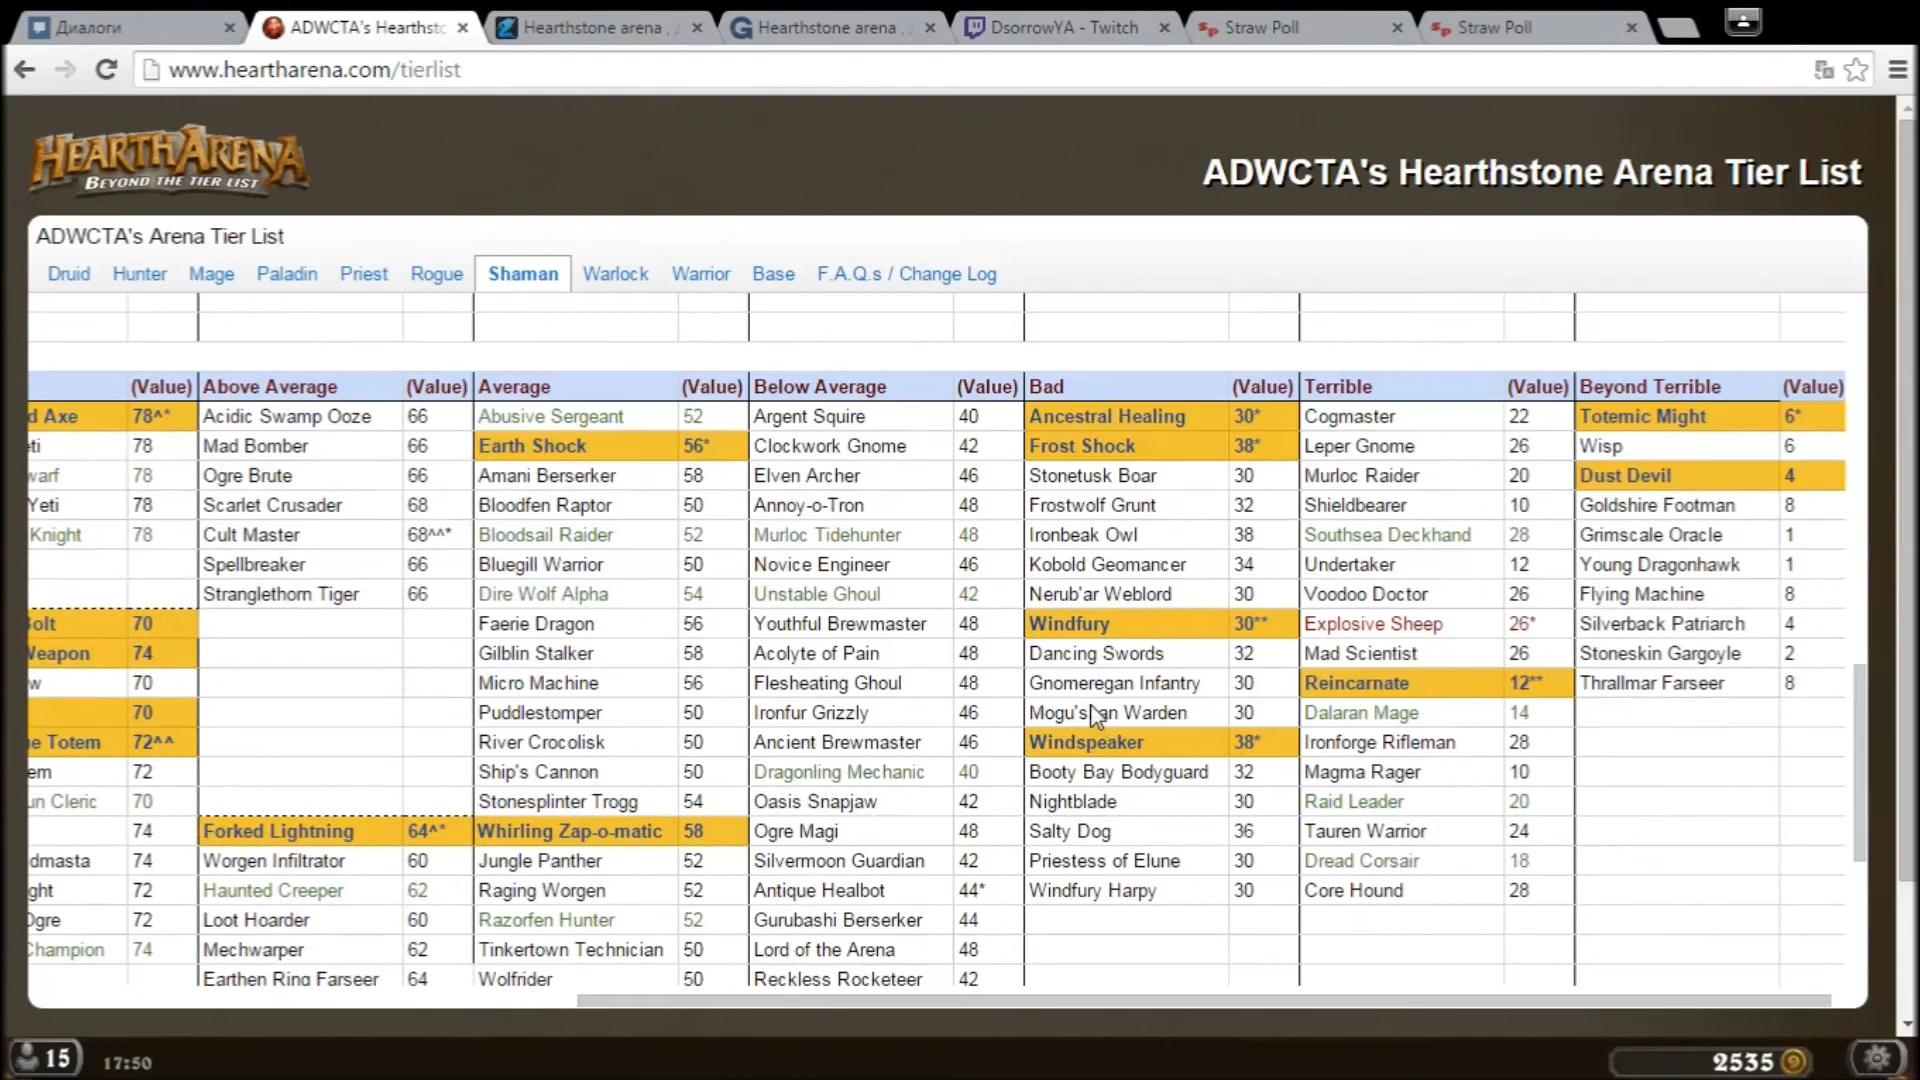 Диалоги
ADWCTA's Hearthst
Hearthstone arena ,
Hearthstone arena ,
DsorrowYA - Twitch
Straw Poll
Straw Poll
www.heartharena.com/tierlist
HEARTHARENA
BEYOND THE TIER LIST
ADWCTA's Hearthstone Arena Tier List
ADWCTA's Arena Tier List
Druid Hunter Mage Paladin Priest Rogue Shaman Warlock Warrior Base F.A.Q.s / Change Log
(Value) Above Average (Value) Average (Value) Below Average (Value) Bad (Value) Terrible (Value) Beyond Terrible (Value)
d Axe 78^* Acidic Swamp Ooze 66 Abusive Sergeant 52 Argent Squire 40 Ancestral Healing 30* Cogmaster 22 Totemic Might 6*
eti 78 Mad Bomber 66 Earth Shock 56* Clockwork Gnome 42 Frost Shock 38* Leper Gnome 26 Wisp 6
warf 78 Ogre Brute 66 Amani Berserker 58 Elven Archer 46 Stonetusk Boar 30 Murloc Raider 20 Dust Devil 4
Yeti 78 Scarlet Crusader 68 Bloodfen Raptor 50 Annoy-o-Tron 48 Frostwolf Grunt 32 Shieldbearer 10 Goldshire Footman 8
Knight 78 Cult Master 68^^* Bloodsail Raider 52 Murloc Tidehunter 48 Ironbeak Owl 38 Southsea Deckhand 28 Grimscale Oracle 1
Spellbreaker 66 Bluegill Warrior 50 Novice Engineer 46 Kobold Geomancer 34 Undertaker 12 Young Dragonhawk 1
Stranglethorn Tiger 66 Dire Wolf Alpha 54 Unstable Ghoul 42 Nerub'ar Weblord 30 Voodoo Doctor 26 Flying Machine 8
Bolt 70 Faerie Dragon 56 Youthful Brewmaster 48 Windfury 30** Explosive Sheep 26* Silverback Patriarch 4
Weapon 74 Gilblin Stalker 58 Acolyte of Pain 48 Dancing Swords 32 Mad Scientist 26 Stoneskin Gargoyle 2
w 70 Micro Machine 56 Flesheating Ghoul 48 Gnomeregan Infantry 30 Reincarnate 12** Thrallmar Farseer 8
70 Puddlestomper 50 Ironfur Grizzly 46 Mogu's an Warden 30 Dalaran Mage 14
e Totem 72^^ River Crocolisk 50 Ancient Brewmaster 46 Windspeaker 38* Ironforge Rifleman 28
em 72 Ship's Cannon 50 Dragonling Mechanic 40 Booty Bay Bodyguard 32 Magma Rager 10
un Cleric 70 Stonesplinter Trogg 54 Oasis Snapjaw 42 Nightblade 30 Raid Leader 20
74 Forked Lightning 64^* Whirling Zap-o-matic 58 Ogre Magi 48 Salty Dog 36 Tauren Warrior 24
dmasta 74 Worgen Infiltrator 60 Jungle Panther 52 Silvermoon Guardian 42 Priestess of Elune 30 Dread Corsair 18
ght 72 Haunted Creeper 62 Raging Worgen 52 Antique Healbot 44* Windfury Harpy 30 Core Hound 28
Ogre 72 Loot Hoarder 60 Razorfen Hunter 52 Gurubashi Berserker 44
Champion 74 Mechwarper 62 Tinkertown Technician 50 Lord of the Arena 48
Earthen Ring Farseer 64 Wolfrider 50 Reckless Rocketeer 42
15 17:50 2535